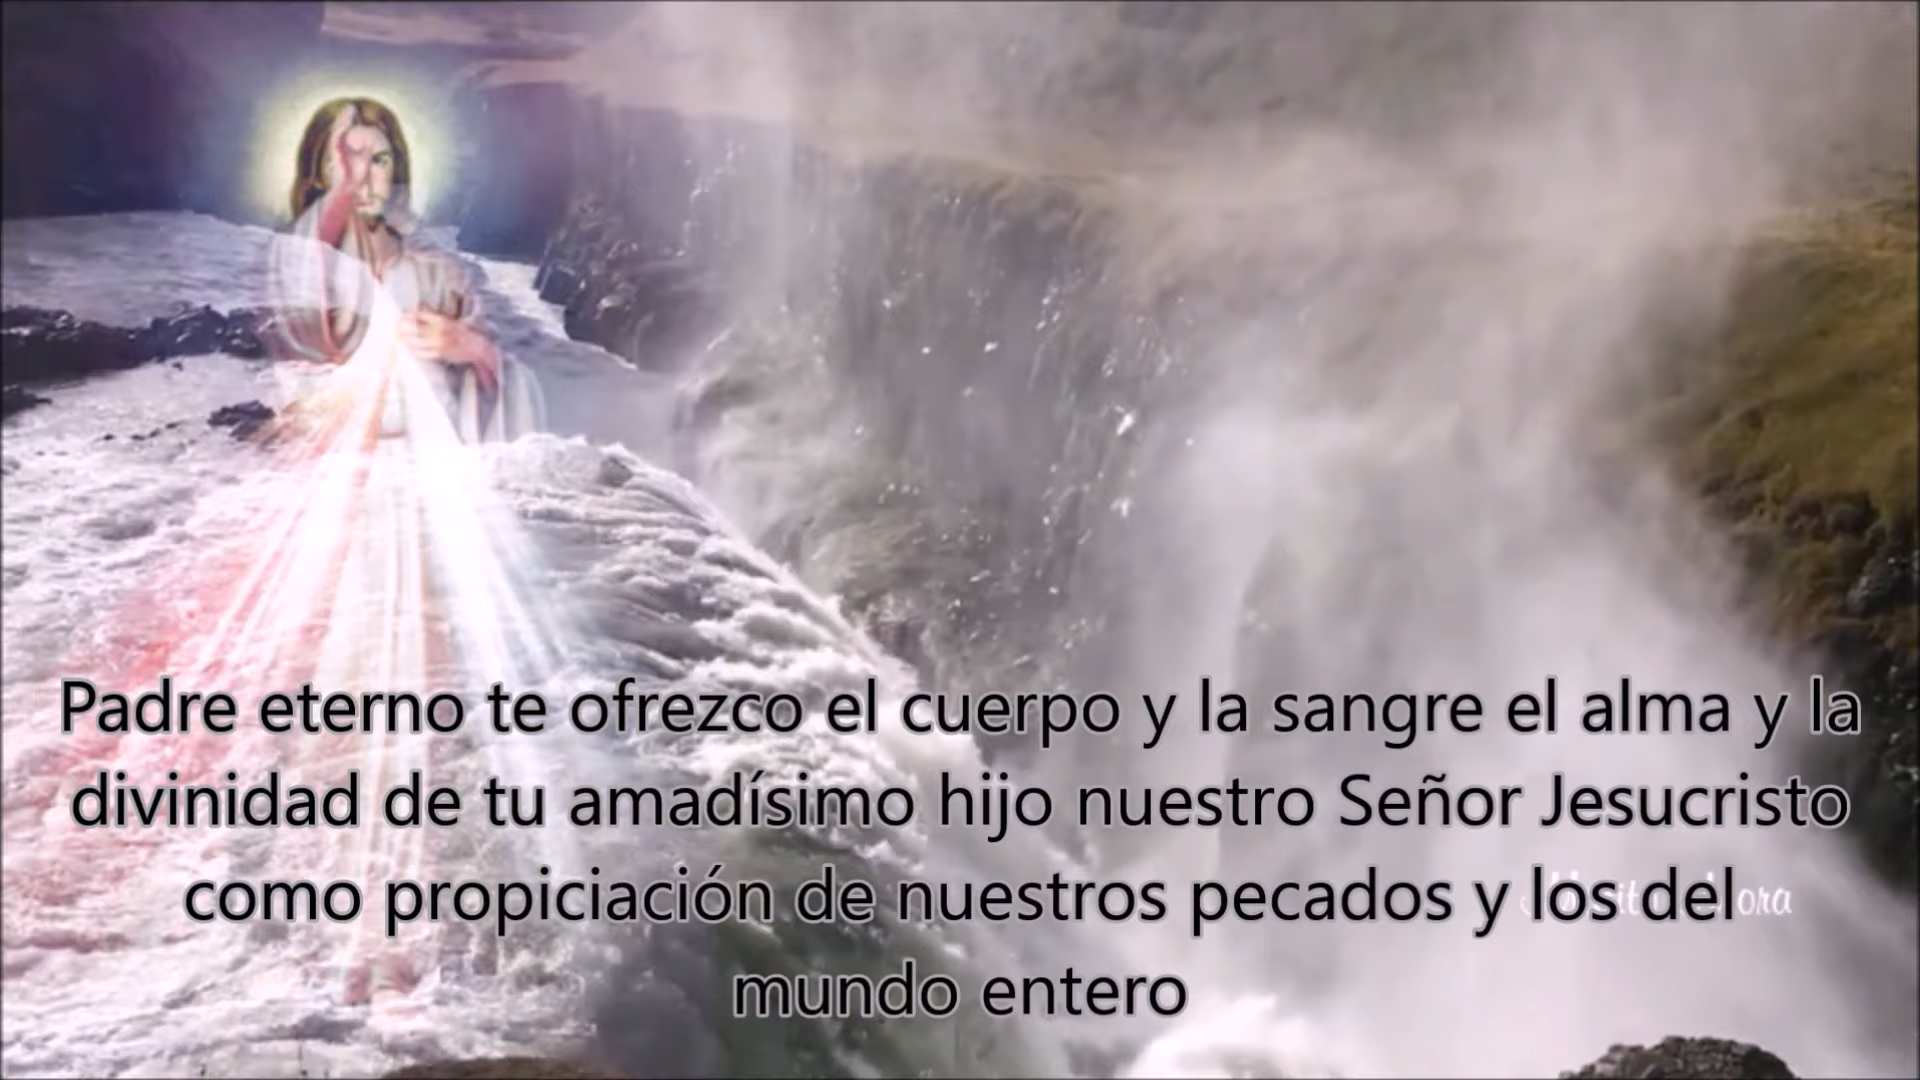 Padre eterno te ofrezco el cuerpo y la sangre el alma y la
divinidad de tu amadísimo hijo nuestro Señor Jesucristo
como propiciación de nuestros pecados y los del
mundo entero